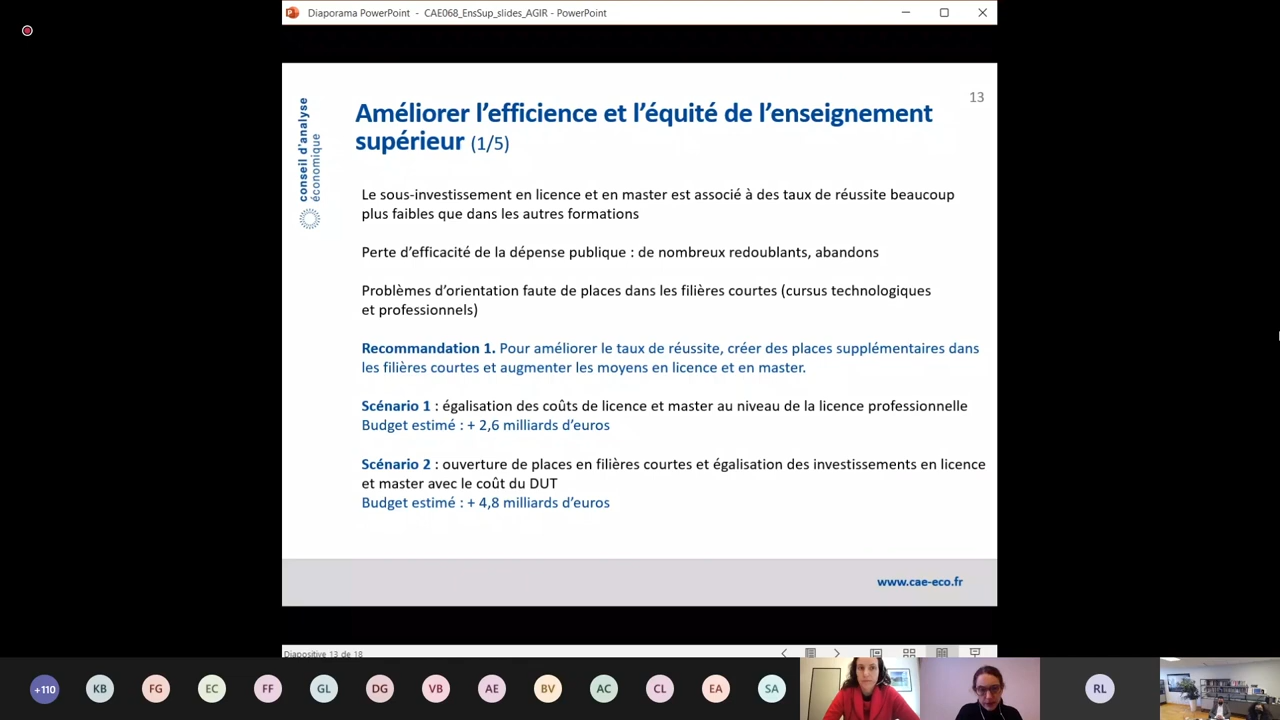 Diaporama PowerPoint - CAE068_EnsSup_slides_AGIR - PowerPoint
13
conseil d'analyse
économique
Améliorer l’efficience et l’équité de l’enseignement
supérieur (1/5)
Le sous-investissement en licence et en master est associé à des taux de réussite beaucoup
plus faibles que dans les autres formations
Perte d’efficacité de la dépense publique : de nombreux redoublants, abandons
Problèmes d’orientation faute de places dans les filières courtes (cursus technologiques
et professionnels)
Recommandation 1. Pour améliorer le taux de réussite, créer des places supplémentaires dans
les filières courtes et augmenter les moyens en licence et en master.
Scénario 1 : égalisation des coûts de licence et master au niveau de la licence professionnelle
Budget estimé : + 2,6 milliards d’euros
Scénario 2 : ouverture de places en filières courtes et égalisation des investissements en licence
et master avec le coût du DUT
Budget estimé : + 4,8 milliards d’euros
www.cae-eco.fr
Diapositive 13 de 18
+110 KB FG EC FF GL DG VB AE BV AC CL EA SA RL